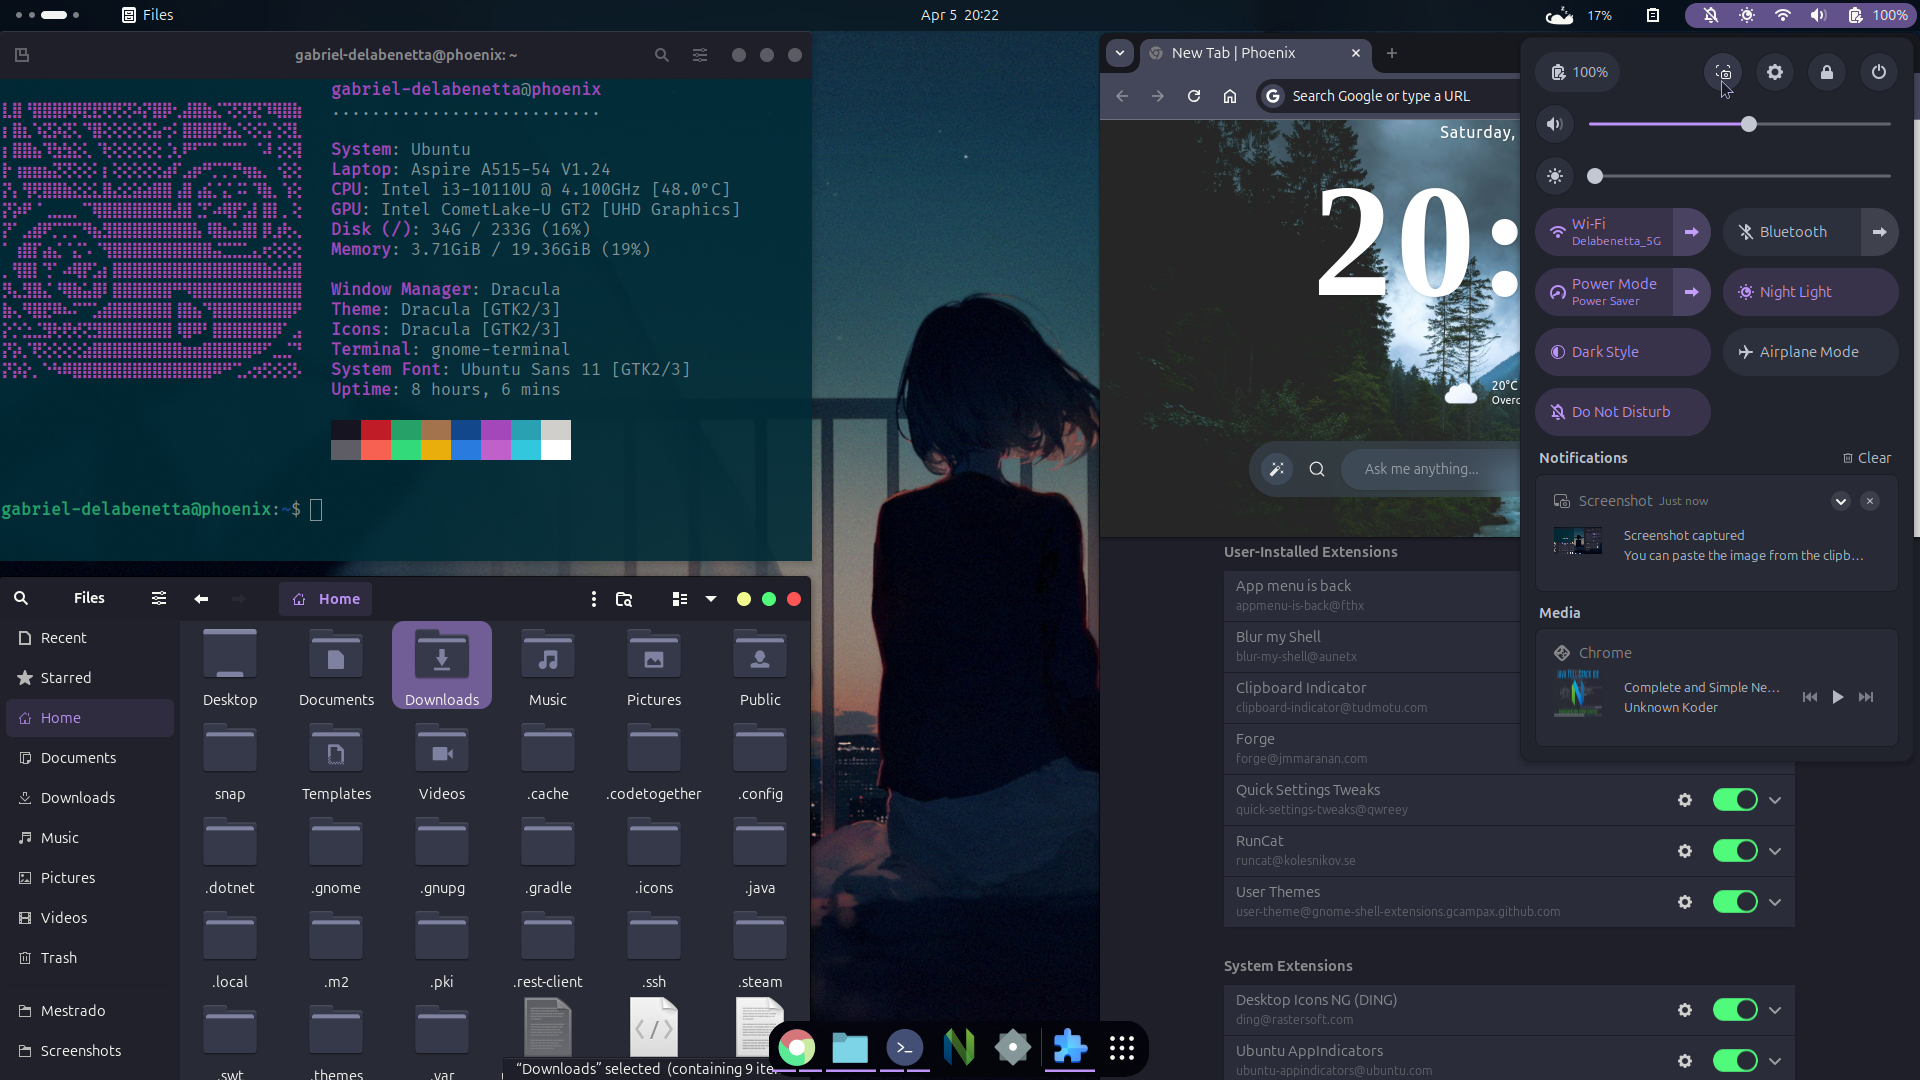 Files
Apr 5 20:22
17%
100%
gabriel-delabenetta@phoenix: ~
gabriel-delabenetta@phoenix
...........................
System: Ubuntu
Laptop: Aspire A515-54 V1.24
CPU: Intel i3-10110U @ 4.100GHz [48.0°C]
GPU: Intel CometLake-U GT2 [UHD Graphics]
Disk (/): 34G / 233G (16%)
Memory: 3.71GiB / 19.36GiB (19%)
Window Manager: Dracula
Theme: Dracula [GTK2/3]
Icons: Dracula [GTK2/3]
Terminal: gnome-terminal
System Font: Ubuntu Sans 11 [GTK2/3]
Uptime: 8 hours, 6 mins
gabriel-delabenetta@phoenix:~$
Files
Home
Recent
Starred
Home
Documents
Downloads
Music
Pictures
Videos
Trash
Mestrado
Screenshots
Desktop
Documents
Downloads
Music
Pictures
Public
snap
Templates
Videos
.cache
.codetogether
.config
.dotnet
.gnome
.gnupg
.gradle
.icons
.java
.local
.m2
.pki
.rest-client
.ssh
.steam
.swt
.themes
.var
"Downloads" selected (containing 9 ite
New Tab | Phoenix
Search Google or type a URL
Saturday,
20:
20°C
Overc
Ask me anything...
User-Installed Extensions
App menu is back
appmenu-is-back@fthx
Blur my Shell
blur-my-shell@aunetx
Clipboard Indicator
clipboard-indicator@tudmotu.com
Forge
forge@jmmaranan.com
Quick Settings Tweaks
quick-settings-tweaks@qwreey
RunCat
runcat@kolesnikov.se
User Themes
user-theme@gnome-shell-extensions.gcampax.github.com
System Extensions
Desktop Icons NG (DING)
ding@rastersoft.com
Ubuntu AppIndicators
ubuntu-appindicators@ubuntu.com
100%
Wi-Fi
Delabenetta_5G
Bluetooth
Power Mode
Power Saver
Night Light
Dark Style
Airplane Mode
Do Not Disturb
Notifications
Clear
Screenshot Just now
Screenshot captured
You can paste the image from the clipb…
Media
Chrome
Complete and Simple Ne…
Unknown Koder